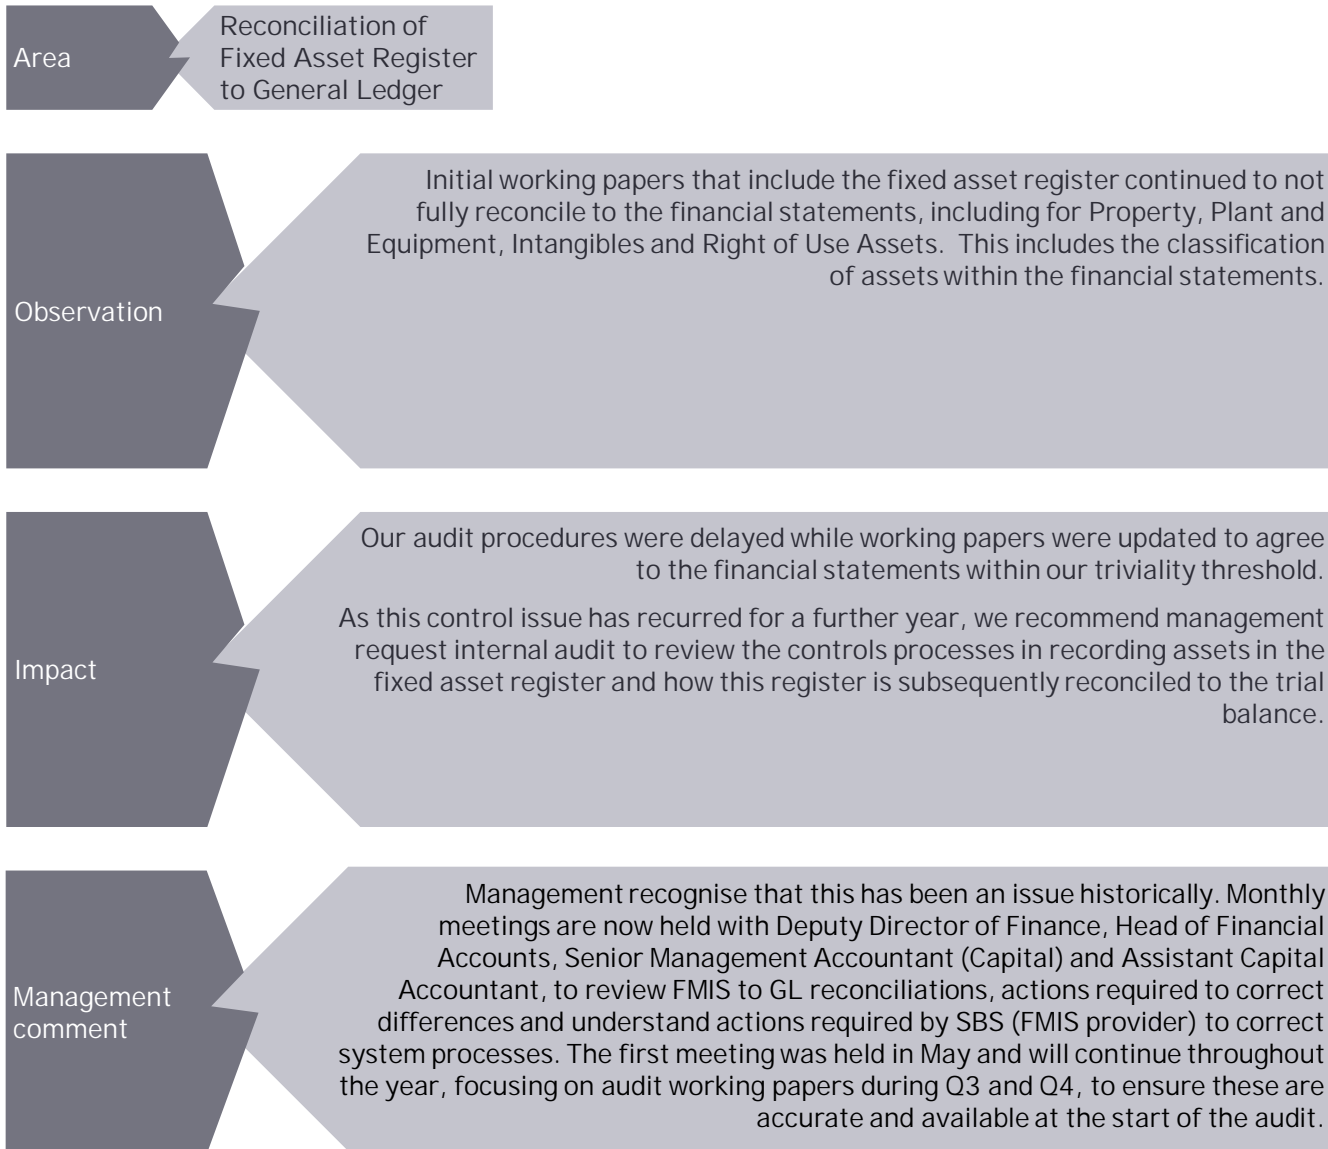 Area
Reconciliation of
Fixed Asset Register
to General Ledger
Observation
Initial working papers that include the fixed asset register continued to not
fully reconcile to the financial statements, including for Property, Plant and
Equipment, Intangibles and Right of Use Assets. This includes the classification
of assets within the financial statements.
Impact
Our audit procedures were delayed while working papers were updated to agree
to the financial statements within our triviality threshold.
As this control issue has recurred for a further year, we recommend management
request internal audit to review the controls processes in recording assets in the
fixed asset register and how this register is subsequently reconciled to the trial
balance.
Management
comment
Management recognise that this has been an issue historically. Monthly
meetings are now held with Deputy Director of Finance, Head of Financial
Accounts, Senior Management Accountant (Capital) and Assistant Capital
Accountant, to review FMIS to GL reconciliations, actions required to correct
differences and understand actions required by SBS (FMIS provider) to correct
system processes. The first meeting was held in May and will continue throughout
the year, focusing on audit working papers during Q3 and Q4, to ensure these are
accurate and available at the start of the audit.